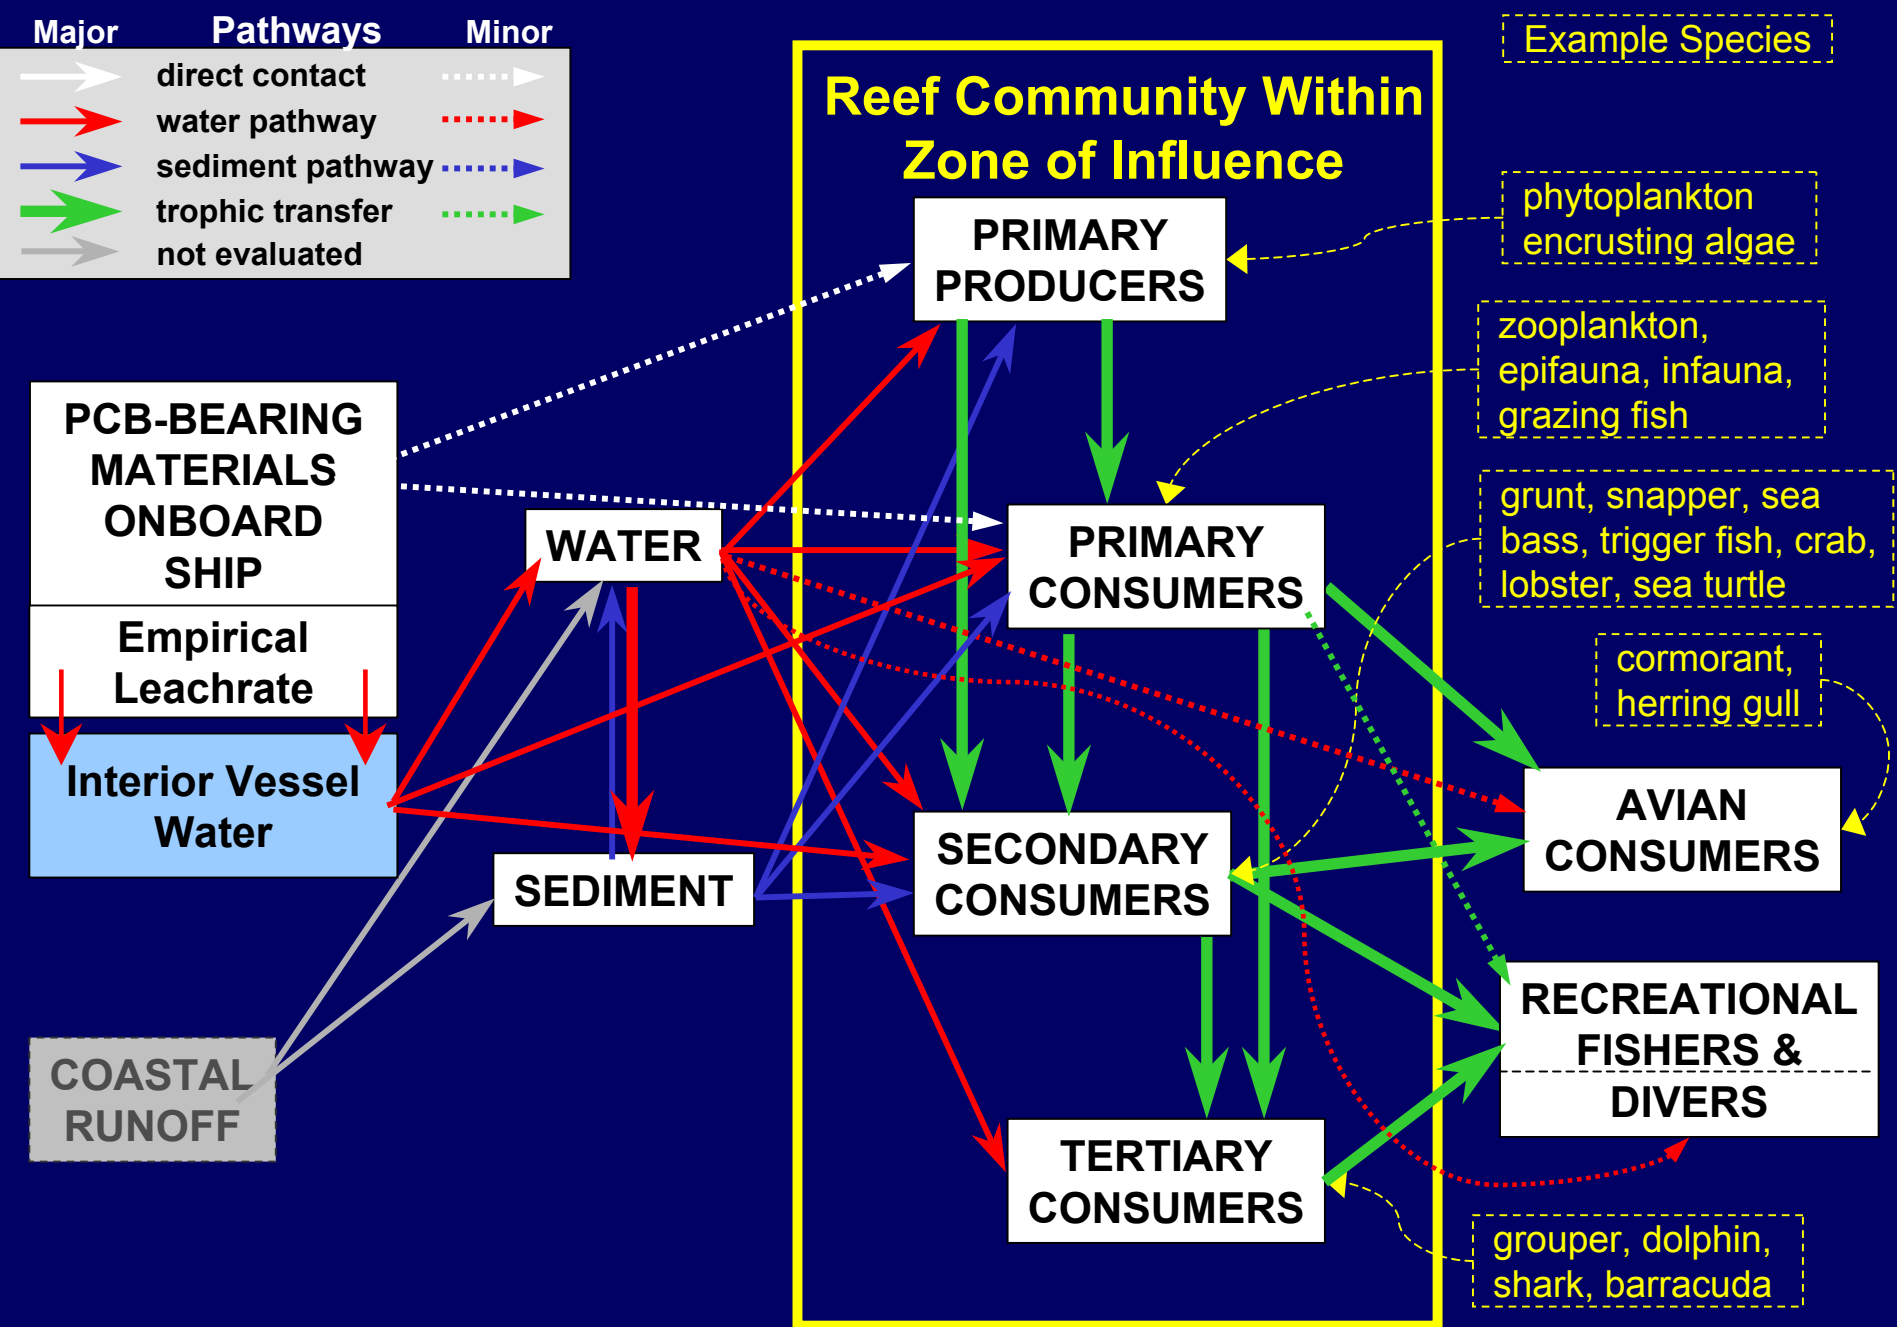 Major Pathways Minor
direct contact
water pathway
sediment pathway
trophic transfer
not evaluated
Reef Community Within
Zone of Influence
Example Species
PRIMARY
PRODUCERS
phytoplankton
encrusting algae
zooplankton,
epifauna, infauna,
grazing fish
PCB-BEARING
MATERIALS
ONBOARD
SHIP
Empirical
Leachrate
Interior Vessel
Water
WATER
SEDIMENT
COASTAL
RUNOFF
PRIMARY
CONSUMERS
grunt, snapper, sea
bass, trigger fish, crab,
lobster, sea turtle
cormorant,
herring gull
SECONDARY
CONSUMERS
AVIAN
CONSUMERS
RECREATIONAL
FISHERS &
DIVERS
TERTIARY
CONSUMERS
grouper, dolphin,
shark, barracuda